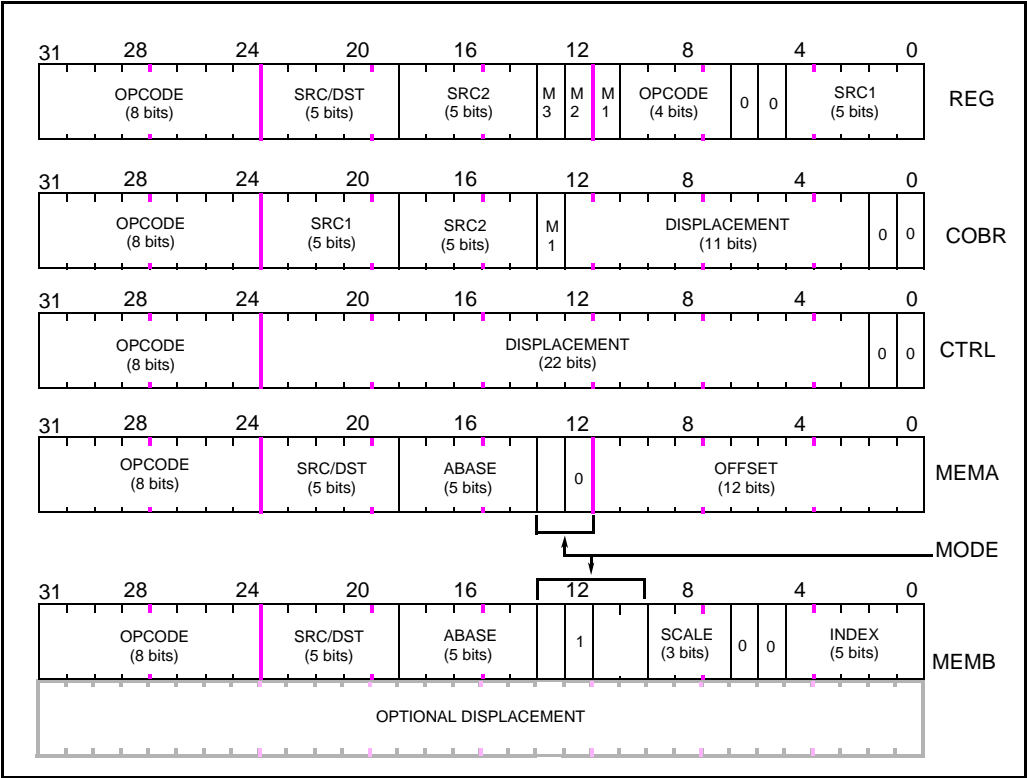 31 28 24 20 16 12 8 4 0
OPCODE SRC/DST SRC2 M M M OPCODE 0 0 SRC1 REG
(8 bits) (5 bits) (5 bits) 3 2 1 (4 bits) (5 bits)
31 28 24 20 16 12 8 4 0
OPCODE SRC1 SRC2 M DISPLACEMENT 0 0 COBR
(8 bits) (5 bits) (5 bits) 1 (11 bits)
31 28 24 20 16 12 8 4 0
OPCODE DISPLACEMENT 0 0 CTRL
(8 bits) (22 bits)
31 28 24 20 16 12 8 4 0
OPCODE SRC/DST ABASE 0 OFFSET MEMA
(8 bits) (5 bits) (5 bits) (12 bits)
MODE
31 28 24 20 16 12 8 4 0
OPCODE SRC/DST ABASE 1 SCALE 0 0 INDEX MEMB
(8 bits) (5 bits) (5 bits) (3 bits) (5 bits)
OPTIONAL DISPLACEMENT